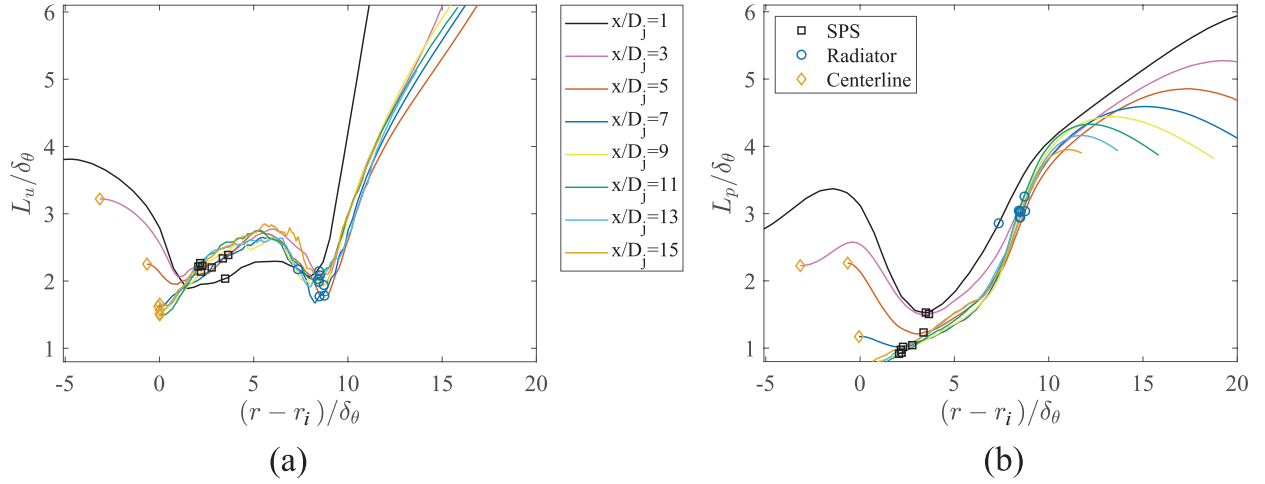 6
5
4
3
2
1
L_u/δ_θ
-5 0 5 10 15 20
(r − r_i)/δ_θ
(a)
x/D_j=1
x/D_j=3
x/D_j=5
x/D_j=7
x/D_j=9
x/D_j=11
x/D_j=13
x/D_j=15
6
5
4
3
2
1
L_p/δ_θ
SPS
Radiator
Centerline
-5 0 5 10 15 20
(r − r_i)/δ_θ
(b)